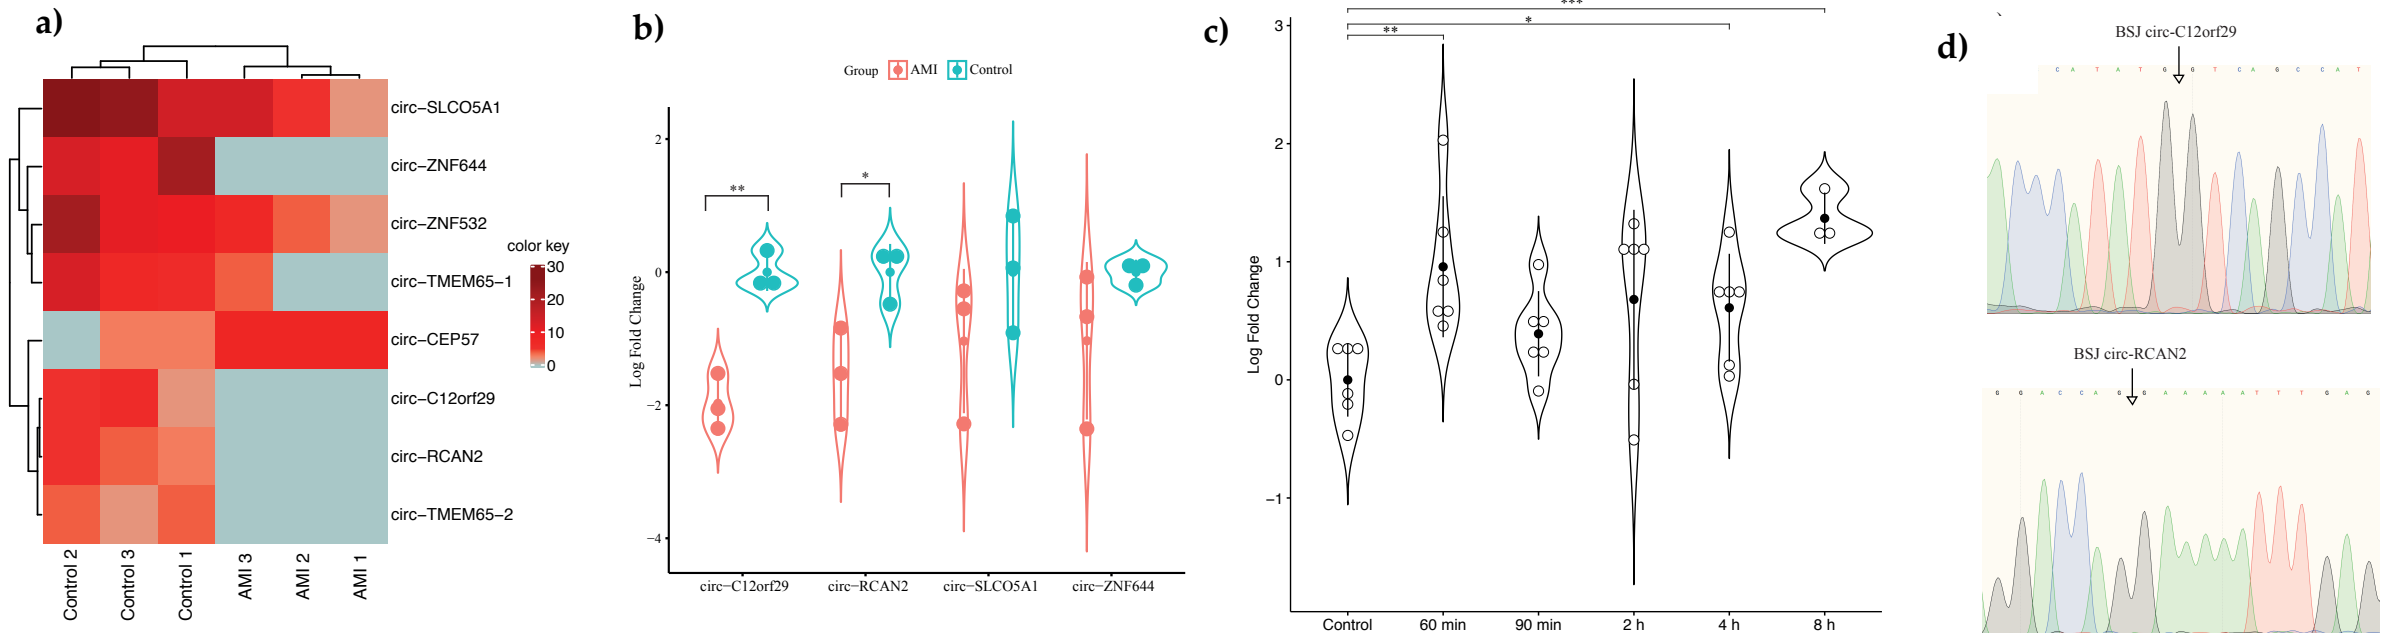 a)
circ−SLCO5A1
circ−ZNF644
circ−ZNF532
circ−TMEM65−1
circ−CEP57
circ−C12orf29
circ−RCAN2
circ−TMEM65−2
Control 2
Control 3
Control 1
AMI 3
AMI 2
AMI 1
color key
30
20
10
0
b)
Group AMI Control
Log Fold Change
2
0
−2
−4
**
*
circ−C12orf29
circ−RCAN2
circ−SLCO5A1
circ−ZNF644
c)
Log Fold Change
3
2
1
0
−1
***
*
**
Control
60 min
90 min
2 h
4 h
8 h
d)
BSJ circ-C12orf29
C A T A T G G T C A G C C A T
BSJ circ-RCAN2
G G A C C A G G A A A A T T T G A G